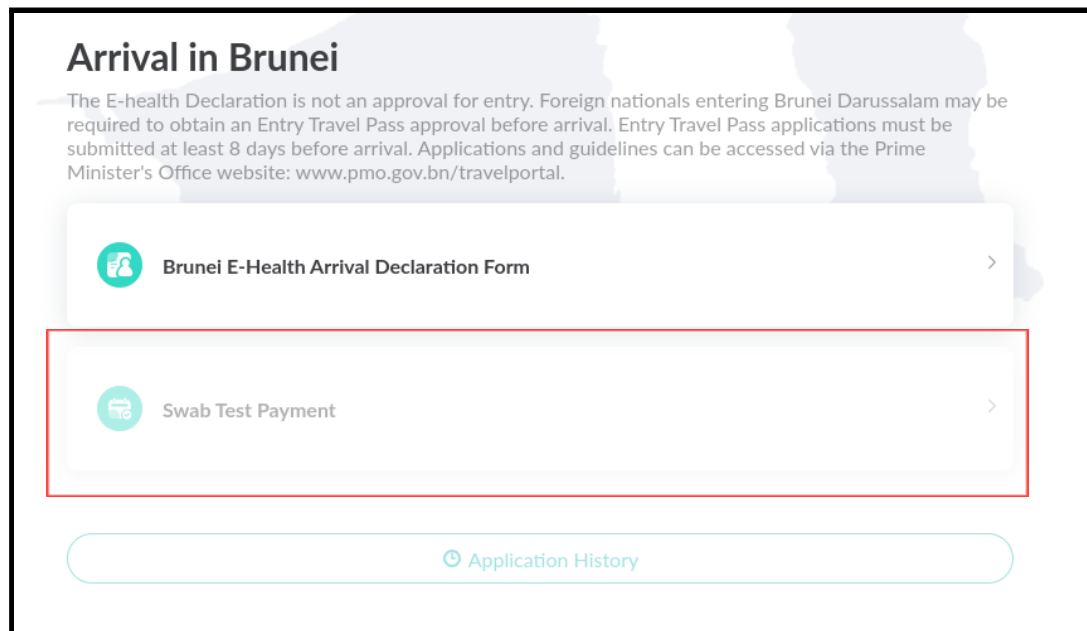 Arrival in Brunei
The E-health Declaration is not an approval for entry. Foreign nationals entering Brunei Darussalam may be
required to obtain an Entry Travel Pass approval before arrival. Entry Travel Pass applications must be
submitted at least 8 days before arrival. Applications and guidelines can be accessed via the Prime
Minister's Office website: www.pmo.gov.bn/travelportal.
Brunei E-Health Arrival Declaration Form
Swab Test Payment
Application History